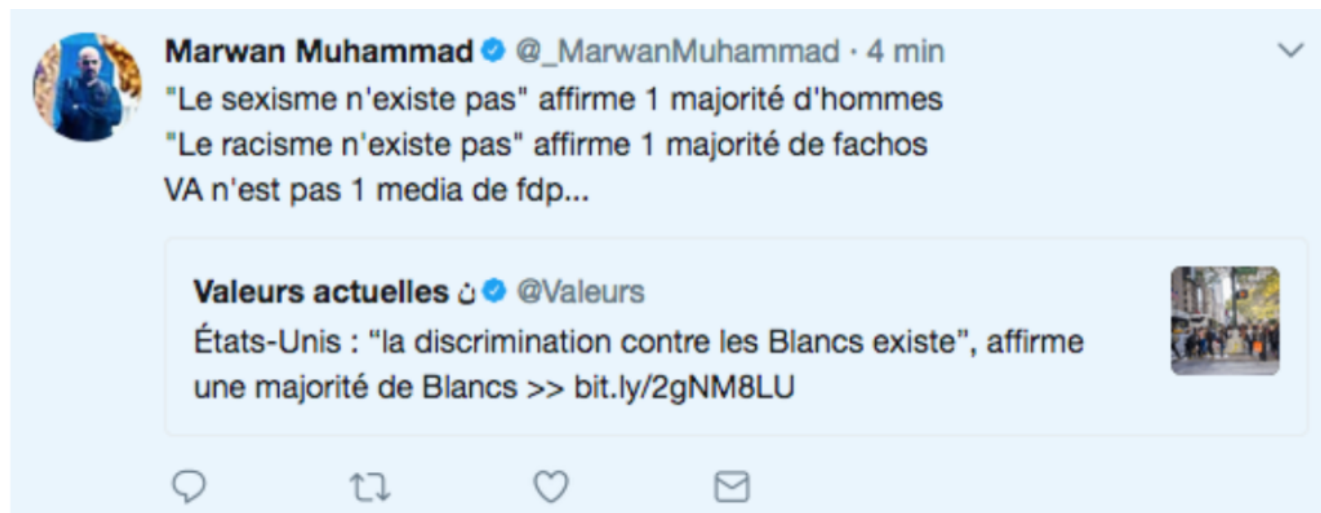 Marwan Muhammad @_MarwanMuhammad · 4 min
"Le sexisme n'existe pas" affirme 1 majorité d'hommes
"Le racisme n'existe pas" affirme 1 majorité de fachos
VA n'est pas 1 media de fdp...
Valeurs actuelles ن @Valeurs
États-Unis : “la discrimination contre les Blancs existe”, affirme
une majorité de Blancs >> bit.ly/2gNM8LU